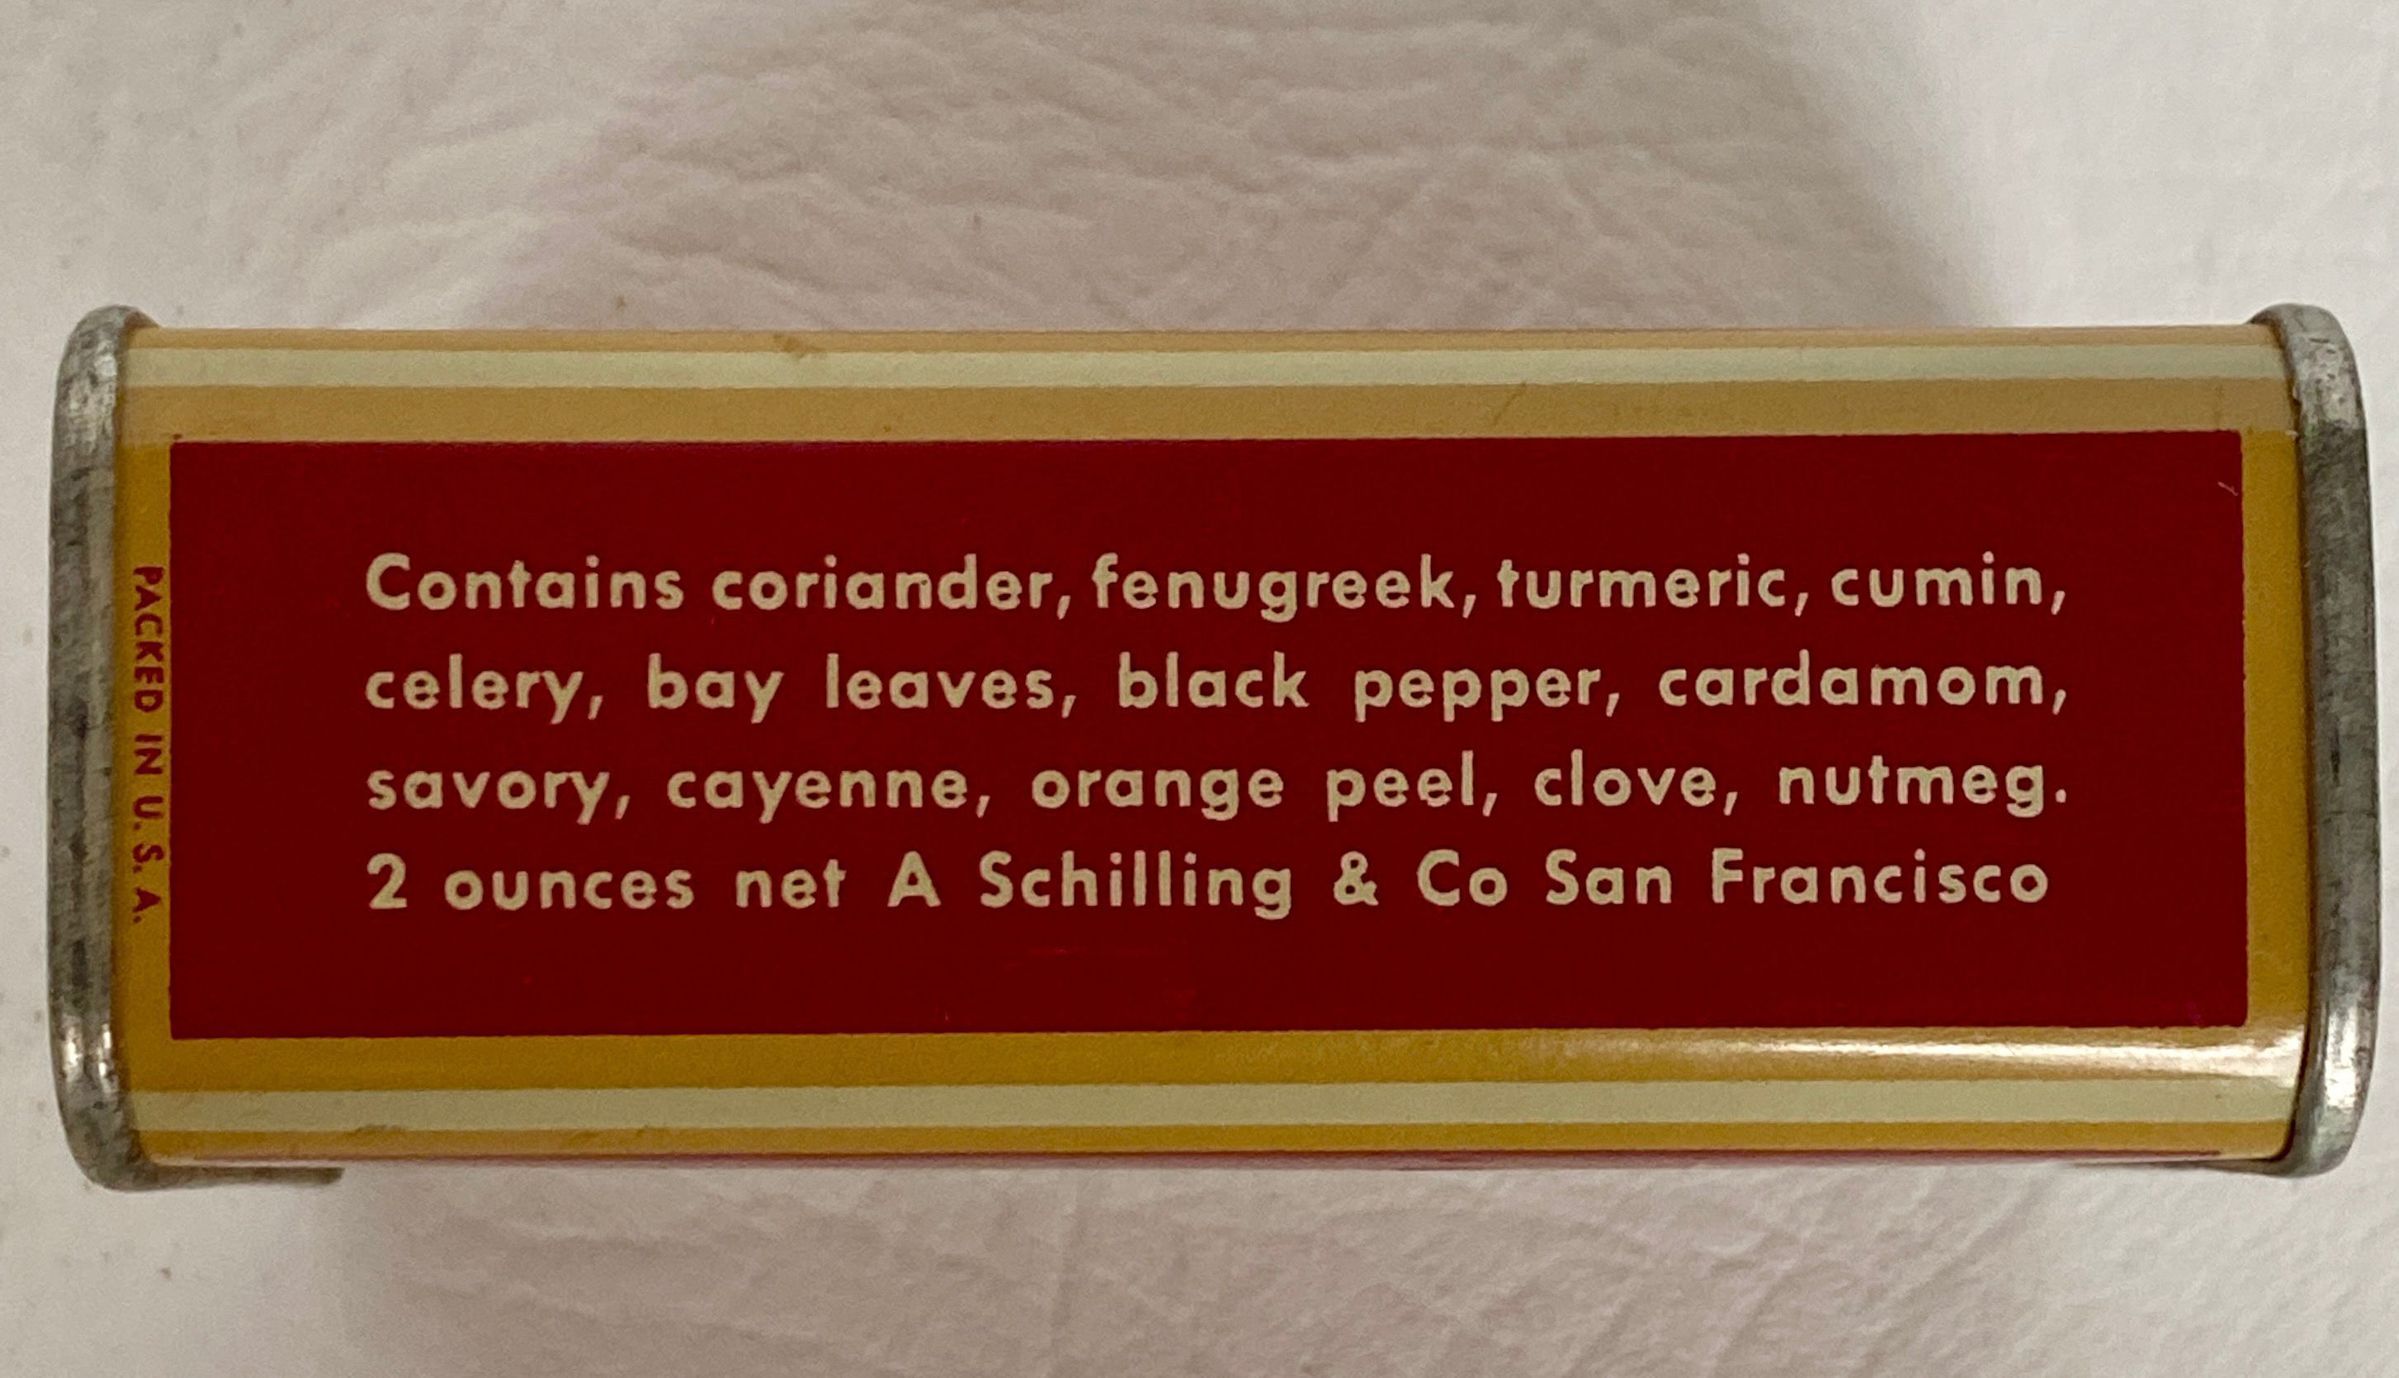 Contains coriander, fenugreek, turmeric, cumin,
celery, bay leaves, black pepper, cardamom,
savory, cayenne, orange peel, clove, nutmeg.
2 ounces net A Schilling & Co San Francisco
PACKED IN U. S. A.